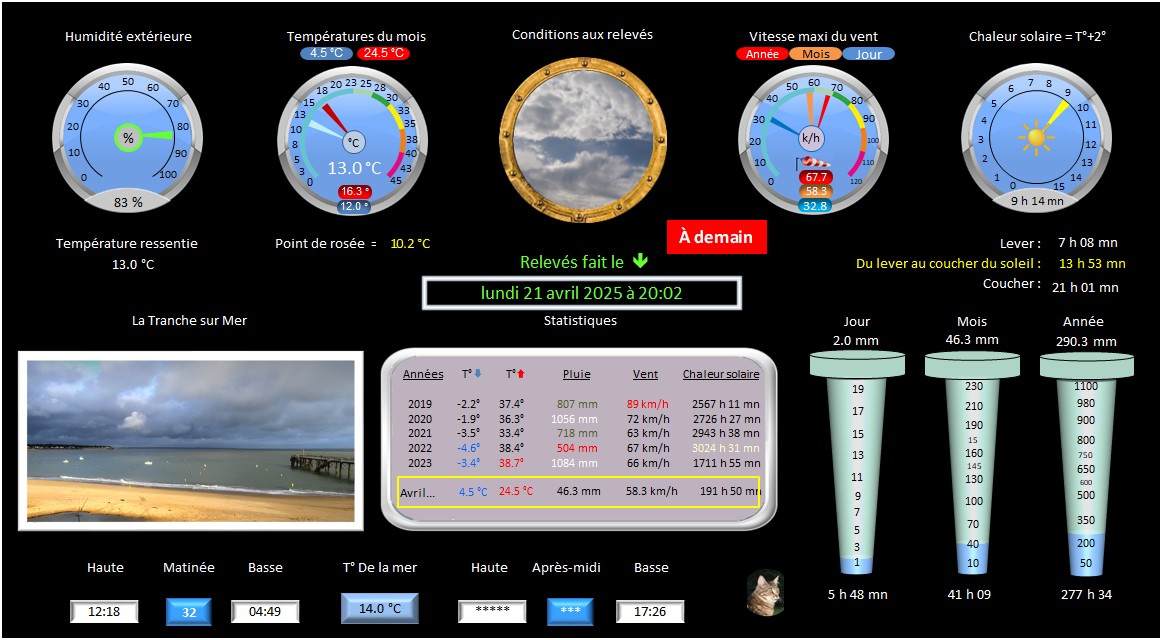 Humidité extérieure
Températures du mois
4.5 °C 24.5 °C
Conditions aux relevés
Vitesse maxi du vent
Année Mois Jour
Chaleur solaire = T°+2°
0 10 20 30 40 50 60 70 80 90 100
%
83 %
0 3 5 8 10 13 15 18 20 23 25 28 30 33 35 38 40 43 45
°C
13.0 °C
16.3 °
12.0 °
0 10 20 30 40 50 60 70 80 90 100 110 120
k/h
67.7
58.3
32.8
0 1 2 3 4 5 6 7 8 9 10 11 12 13 14 15
9 h 14 mn
Température ressentie
13.0 °C
Point de rosée = 10.2 °C
À demain
Relevés fait le
lundi 21 avril 2025 à 20:02
Lever : 7 h 08 mn
Du lever au coucher du soleil : 13 h 53 mn
Coucher : 21 h 01 mn
La Tranche sur Mer
Statistiques
Années T° T° Pluie Vent Chaleur solaire
2019 -2.2° 37.4° 807 mm 89 km/h 2567 h 11 mn
2020 -1.9° 36.3° 1056 mm 72 km/h 2726 h 27 mn
2021 -3.5° 33.4° 718 mm 63 km/h 2943 h 38 mn
2022 -4.6° 38.4° 504 mm 67 km/h 3024 h 31 mn
2023 -3.4° 38.7° 1084 mm 66 km/h 1711 h 55 mn
Avril... 4.5 °C 24.5 °C 46.3 mm 58.3 km/h 191 h 50 mn
Jour
2.0 mm
19
17
15
13
11
9
7
5
3
1
5 h 48 mn
Mois
46.3 mm
230
210
190
15
160
145
130
100
70
40
10
41 h 09
Année
290.3 mm
1100
980
900
800
750
650
600
500
350
200
50
277 h 34
Haute Matinée Basse T° De la mer Haute Après-midi Basse
12:18 32 04:49 14.0 °C ***** *** 17:26